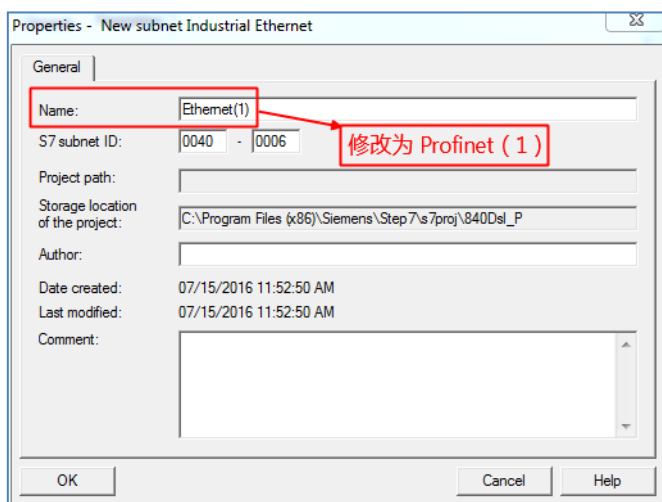 Properties - New subnet Industrial Ethernet
General
Name: Ethernet(1)
S7 subnet ID: 0040 - 0006
修改为 Profinet（1）
Project path:
Storage location
of the project: C:\Program Files (x86)\Siemens\Step7\s7proj\840Dsl_P
Author:
Date created: 07/15/2016 11:52:50 AM
Last modified: 07/15/2016 11:52:50 AM
Comment:
OK Cancel Help